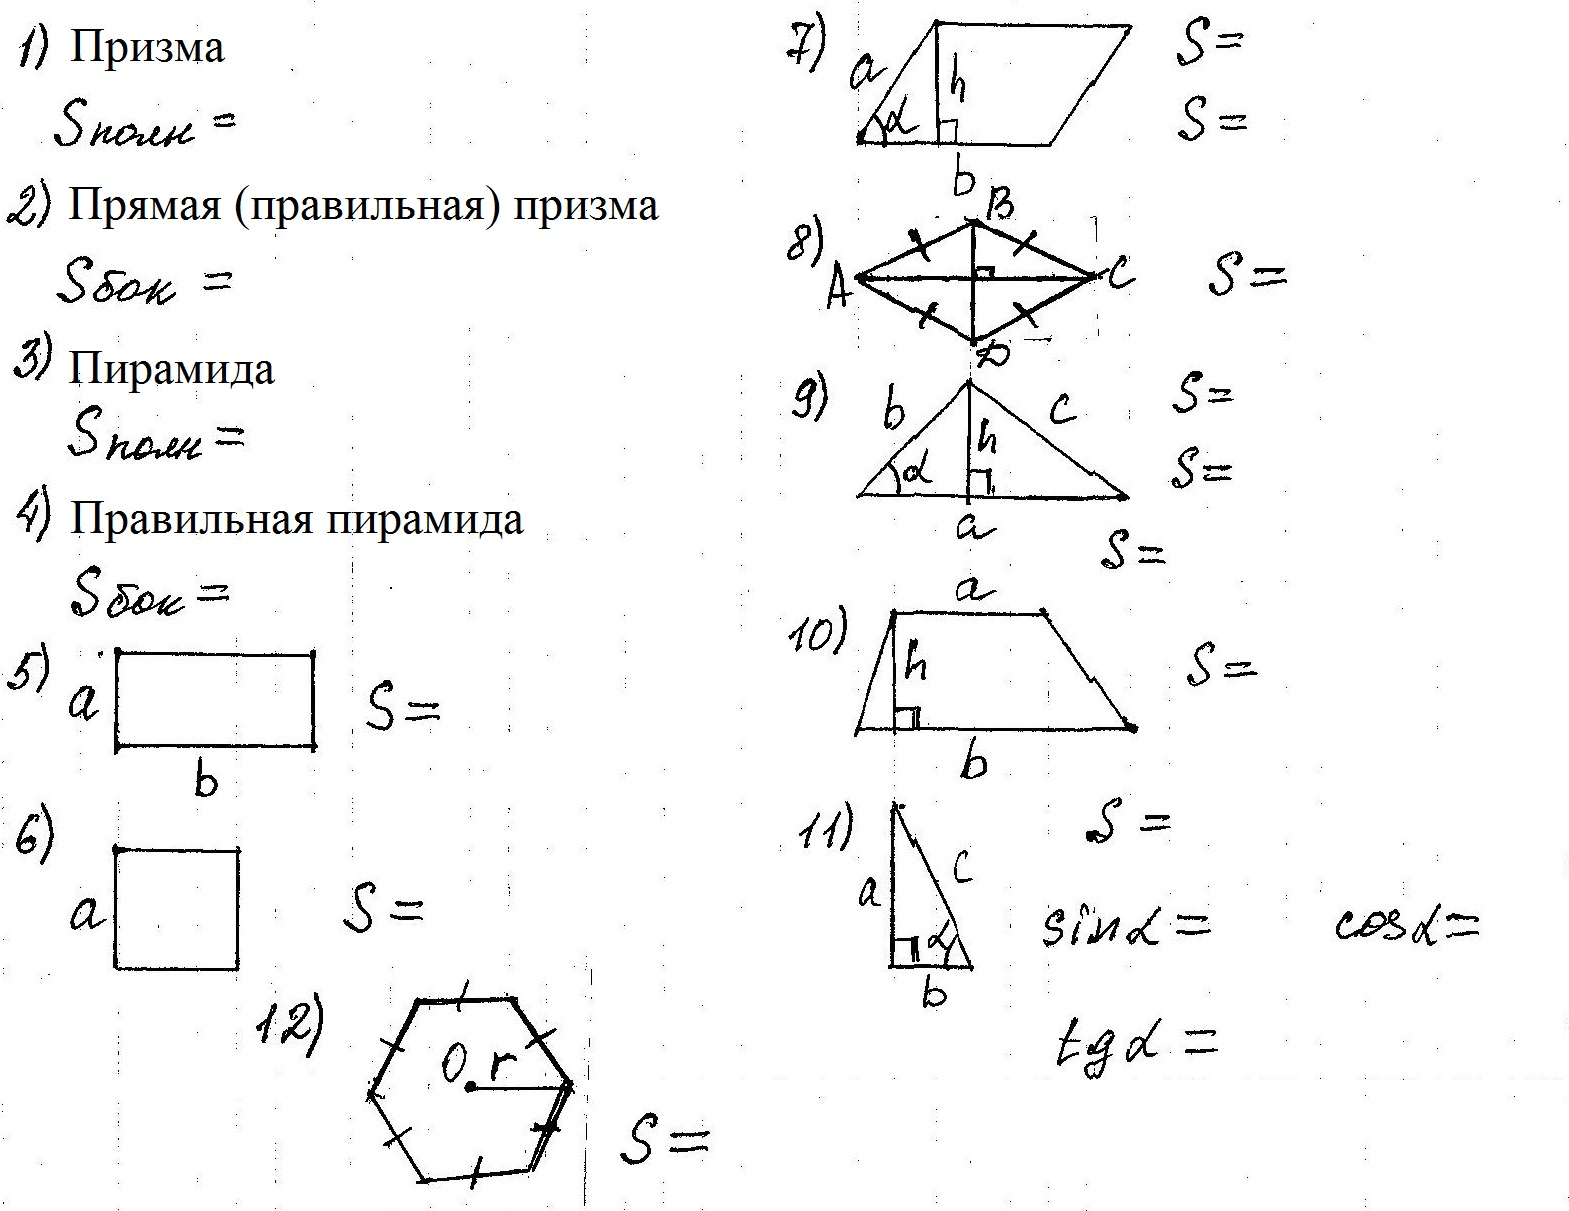 1) Призма
Sполн =
2) Прямая (правильная) призма
Sбок =
3) Пирамида
Sполн =
4) Правильная пирамида
Sбок =
5) a
b
S =
6) a
S =
7) a h α
b
S =
S =
8) A B C D
S =
9) b c h α
a
S =
S =
S =
10) a
h
b
S =
11) a c α
b
S =
sinα = cosα =
tgα =
12) O r
S =